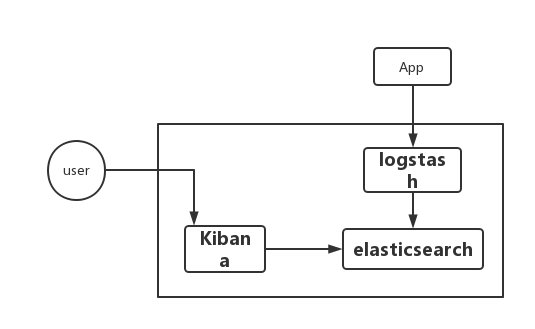 App
logstas
h
user
Kiban
a
elasticsearch